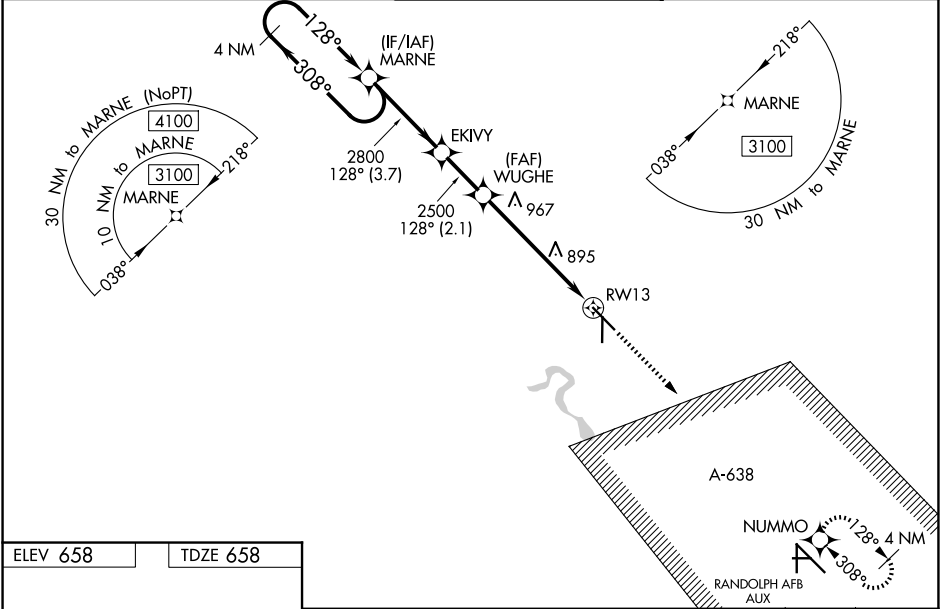 128°
4 NM
308°
(IF/IAF)
MARNE
30 NM to MARNE (NoPT)
4100
10 NM to MARNE
3100
218°
MARNE
038°
2800
128° (3.7)
EKIVY
(FAF)
WUGHE
2500
128° (2.1)
967
895
RW13
218°
MARNE
3100
038°
30 NM to MARNE
A-638
NUMMO
128°
4 NM
308°
RANDOLPH AFB
AUX
ELEV 658
TDZE 658